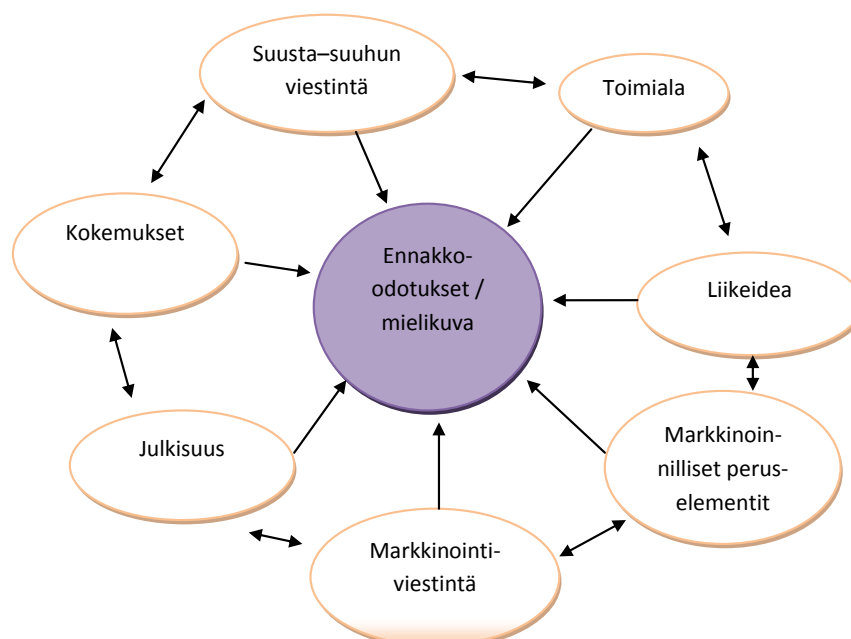 Suusta–suuhun
viestintä
Toimiala
Kokemukset
Ennakko-
odotukset /
mielikuva
Liikeidea
Julkisuus
Markkinoin-
nilliset perus-
elementit
Markkinointi-
viestintä